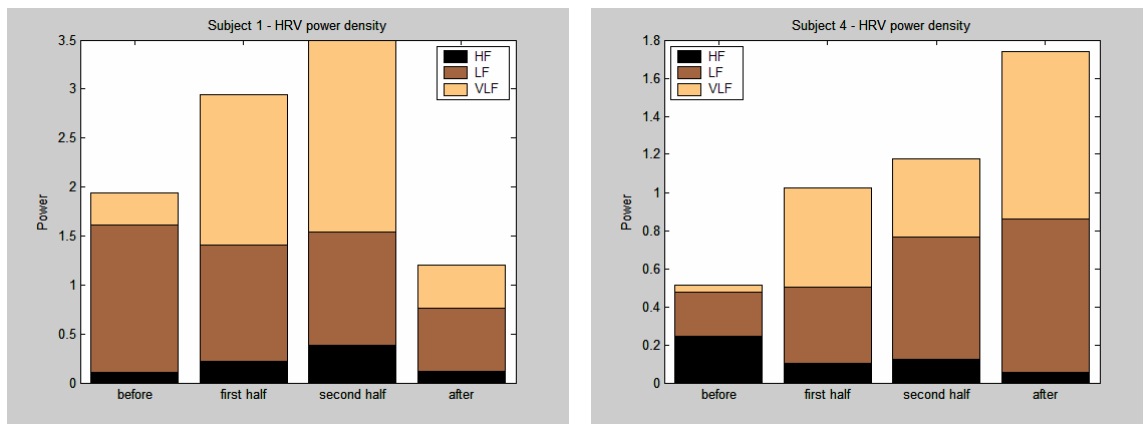 Subject 1 - HRV power density
3.5
3
2.5
2
1.5
1
0.5
0
Power
HF
LF
VLF
before
first half
second half
after
Subject 4 - HRV power density
1.8
1.6
1.4
1.2
1
0.8
0.6
0.4
0.2
0
Power
HF
LF
VLF
before
first half
second half
after